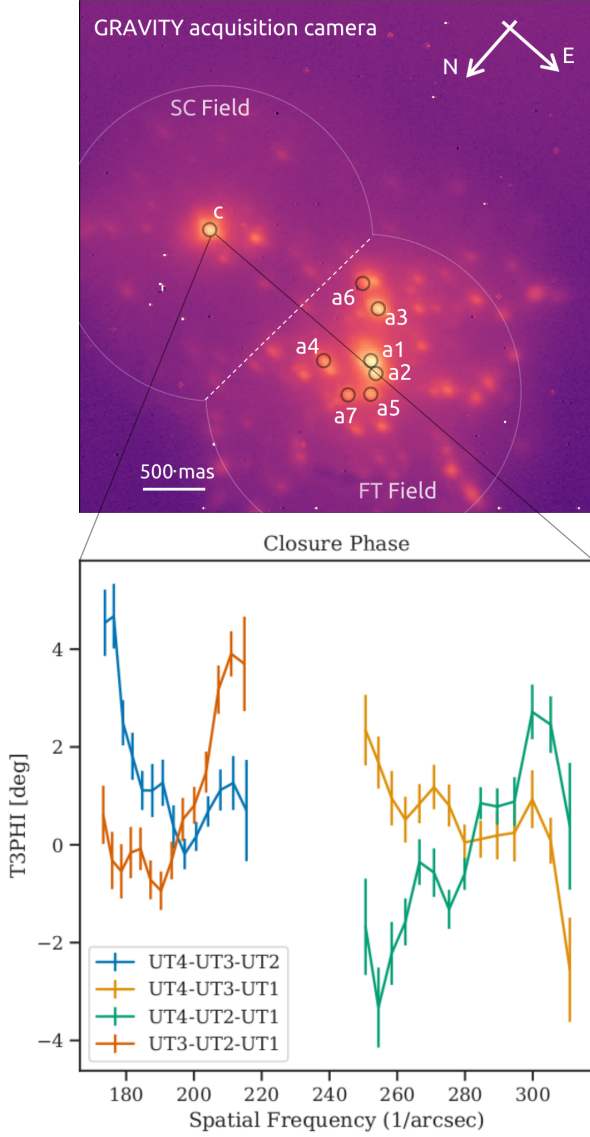 GRAVITY acquisition camera
N
E
SC Field
c
a6
a3
a4
a1
a2
a7
a5
500·mas
FT Field
Closure Phase
T3PHI [deg]
4
2
0
−2
−4
UT4-UT3-UT2
UT4-UT3-UT1
UT4-UT2-UT1
UT3-UT2-UT1
180 200 220 240 260 280 300
Spatial Frequency (1/arcsec)